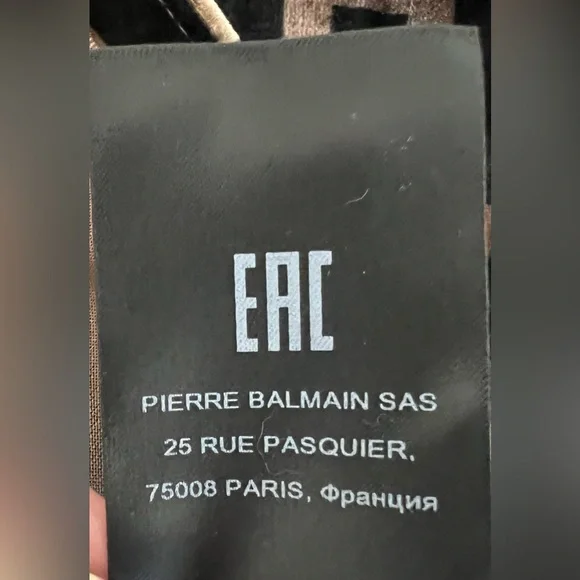 EAC
PIERRE BALMAIN SAS
25 RUE PASQUIER,
75008 PARIS, Франция